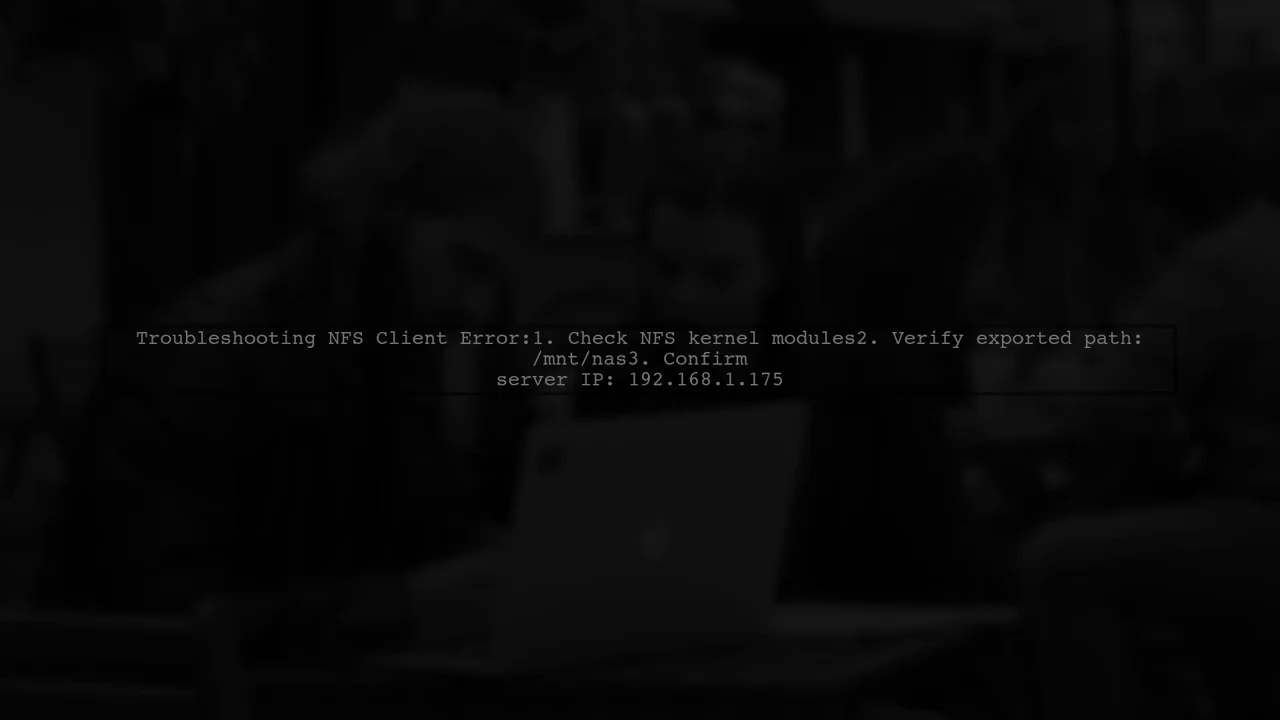 Troubleshooting NFS Client Error:1. Check NFS kernel modules2. Verify exported path:
/mnt/nas3. Confirm
server IP: 192.168.1.175